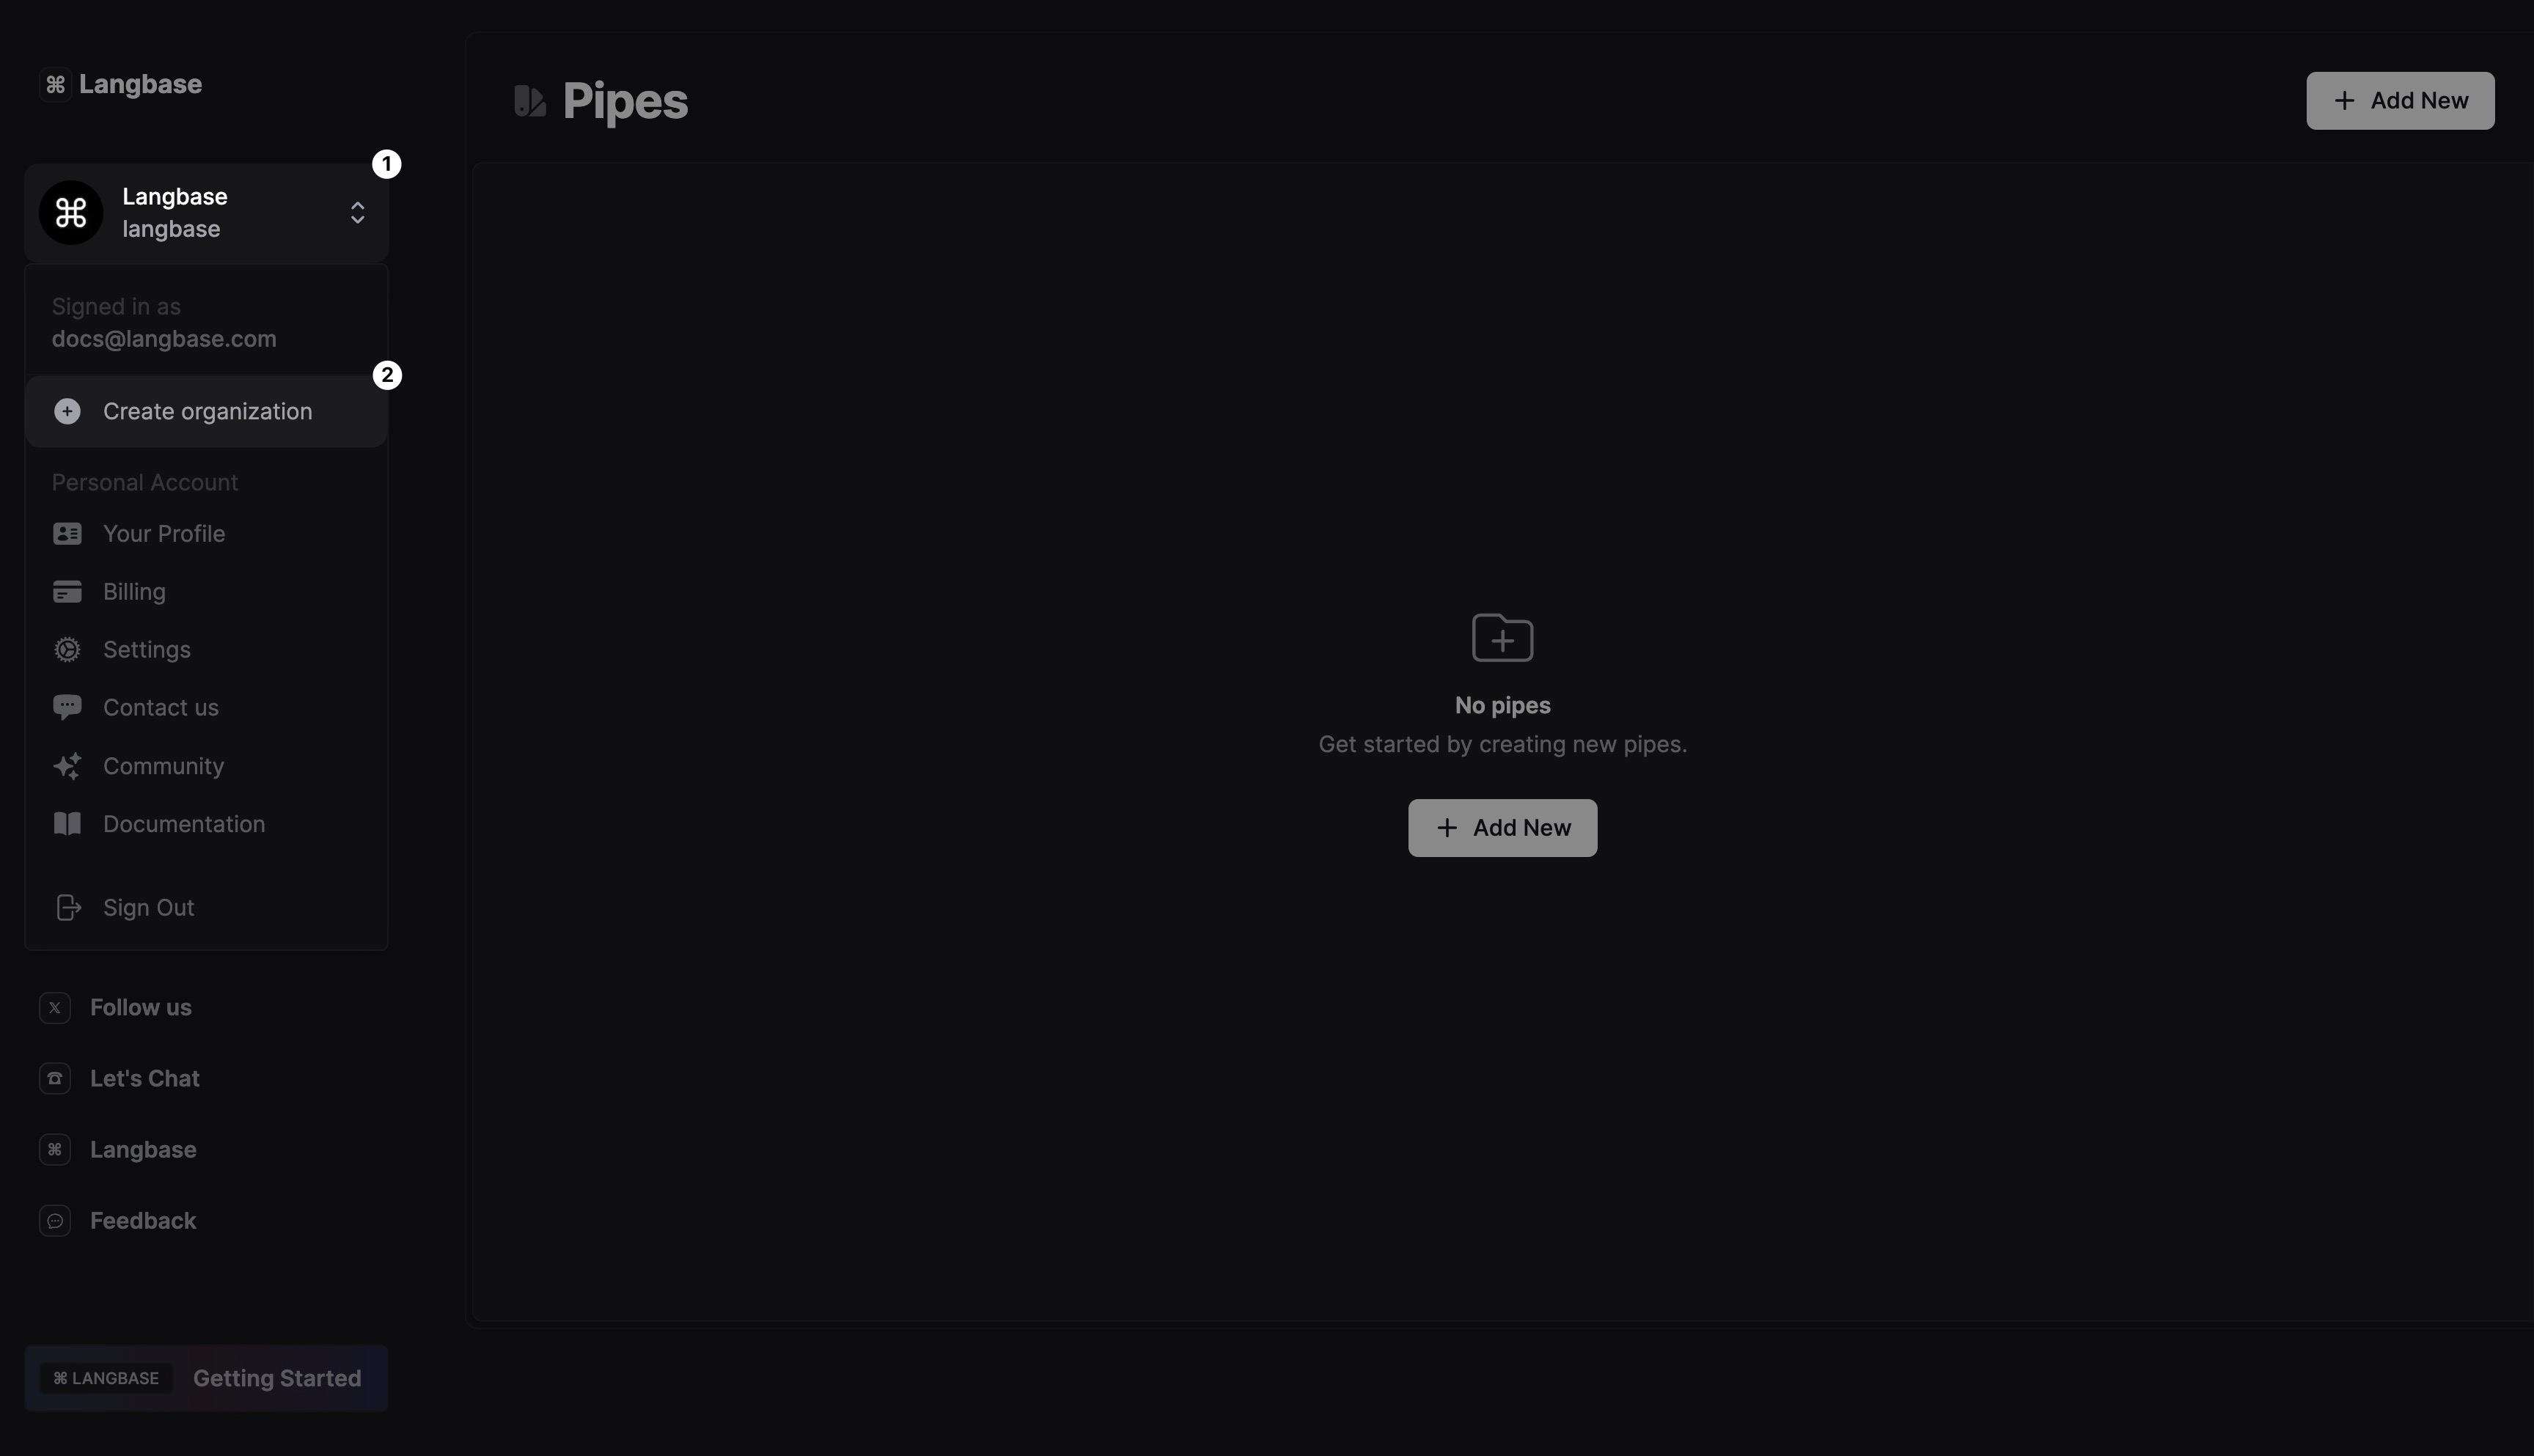 ⌘ Langbase
1
Langbase
langbase
Signed in as
docs@langbase.com
2
Create organization
Personal Account
Your Profile
Billing
Settings
Contact us
Community
Documentation
Sign Out
𝕏 Follow us
Let's Chat
⌘ Langbase
Feedback
⌘ LANGBASE Getting Started
Pipes
+ Add New
No pipes
Get started by creating new pipes.
+ Add New